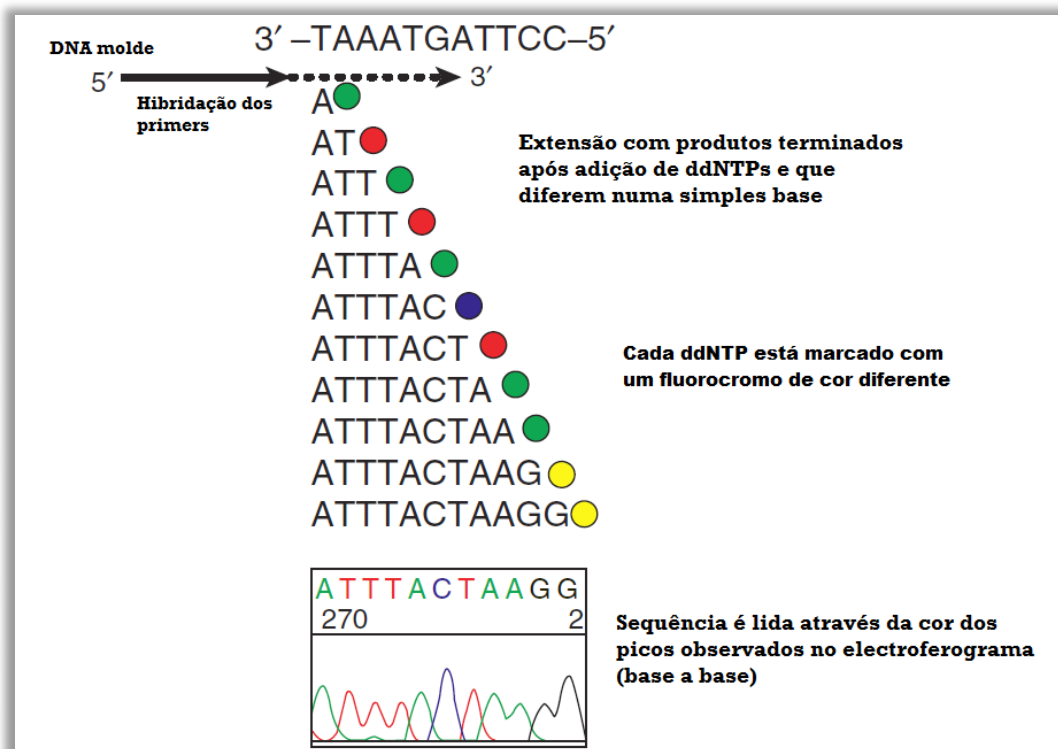 3′ –TAAATGATTCC–5′
DNA molde
5′
3′
Hibridação dos
primers
A
AT
ATT
ATTT
ATTTA
ATTTAC
ATTTACT
ATTTACTA
ATTTACTAA
ATTTACTAAG
ATTTACTAAGG
Extensão com produtos terminados
após adição de ddNTPs e que
diferem numa simples base
Cada ddNTP está marcado com
um fluorocromo de cor diferente
ATTTACTAAGG
270 2
Sequência é lida através da cor dos
picos observados no electroferograma
(base a base)